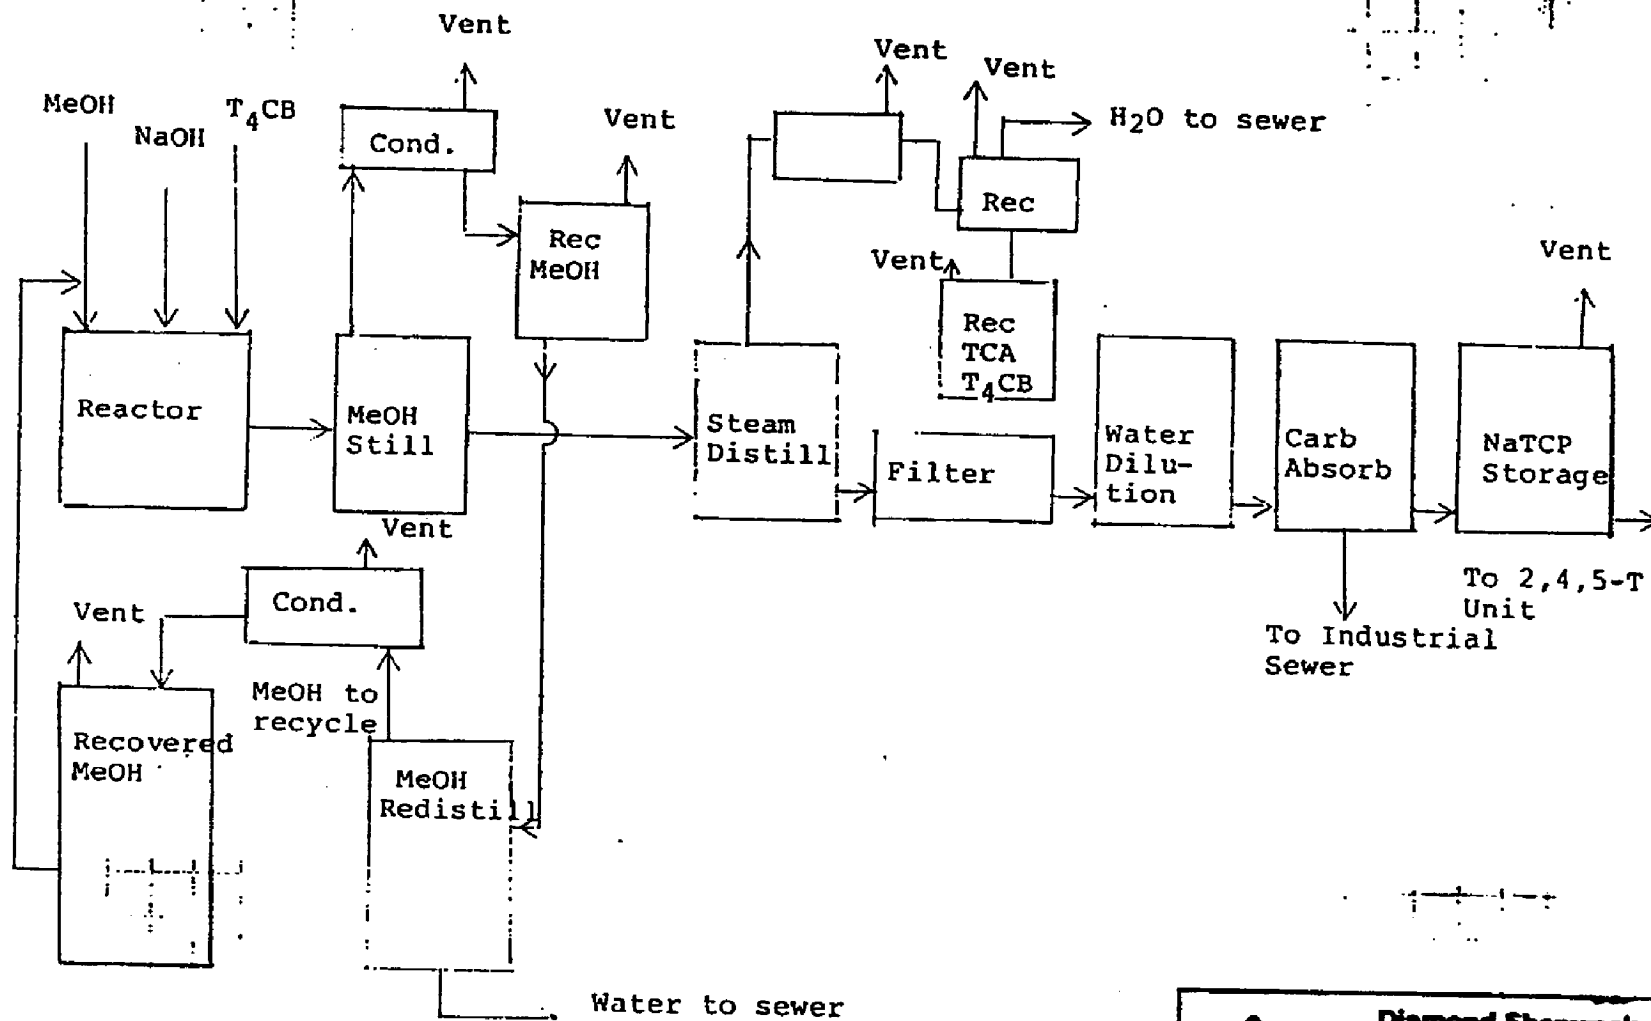 Vent
Vent
Vent
MeOH
T4CB
NaOH
Cond.
Vent
H2O to sewer
Rec
MeOH
Rec
Vent
Vent
Rec
TCA
T4CB
Reactor
MeOH
Still
Steam
Distill
Filter
Water
Dilu-
tion
Carb
Absorb
NaTCP
Storage
Vent
To 2,4,5-T
Unit
Cond.
Vent
To Industrial
Sewer
MeOH to
recycle
Recovered
MeOH
MeOH
Redistill
Water to sewer